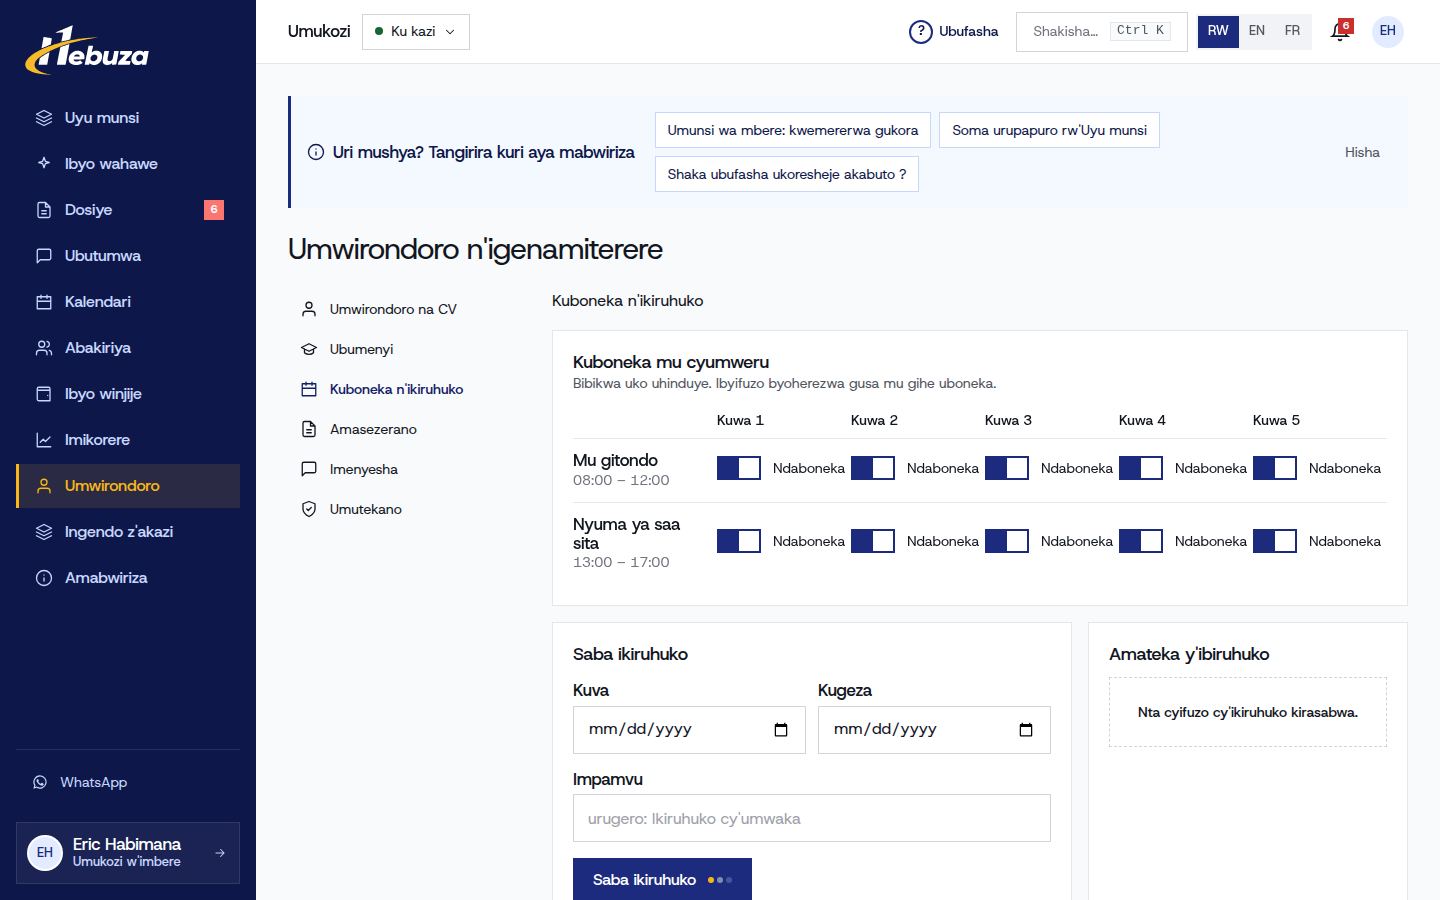 Hebuza
Umukozi
Ku kazi
? Ubufasha
Shakisha... Ctrl K
RW EN FR
6
EH
Uyu munsi
Ibyo wahawe
Dosiye 6
Ubutumwa
Kalendari
Abakiriya
Ibyo winjije
Imikorere
Umwirondoro
Ingendo z'akazi
Amabwiriza
WhatsApp
EH
Eric Habimana
Umukozi w'imbere
Uri mushya? Tangirira kuri aya mabwiriza
Umunsi wa mbere: kwemererwa gukora
Soma urupapuro rw'Uyu munsi
Shaka ubufasha ukoresheje akabuto ?
Hisha
Umwirondoro n'igenamiterere
Umwirondoro na CV
Ubumenyi
Kuboneka n'ikiruhuko
Amasezerano
Imenyesha
Umutekano
Kuboneka n'ikiruhuko
Kuboneka mu cyumweru
Bibikwa uko uhinduye. Ibyifuzo byoherezwa gusa mu gihe uboneka.
Kuwa 1 Kuwa 2 Kuwa 3 Kuwa 4 Kuwa 5
Mu gitondo
08:00 – 12:00
Ndaboneka Ndaboneka Ndaboneka Ndaboneka Ndaboneka
Nyuma ya saa
sita
13:00 – 17:00
Ndaboneka Ndaboneka Ndaboneka Ndaboneka Ndaboneka
Saba ikiruhuko
Kuva
mm/dd/yyyy
Kugeza
mm/dd/yyyy
Impamvu
urugero: Ikiruhuko cy'umwaka
Saba ikiruhuko
Amateka y'ibiruhuko
Nta cyifuzo cy'ikiruhuko kirasabwa.